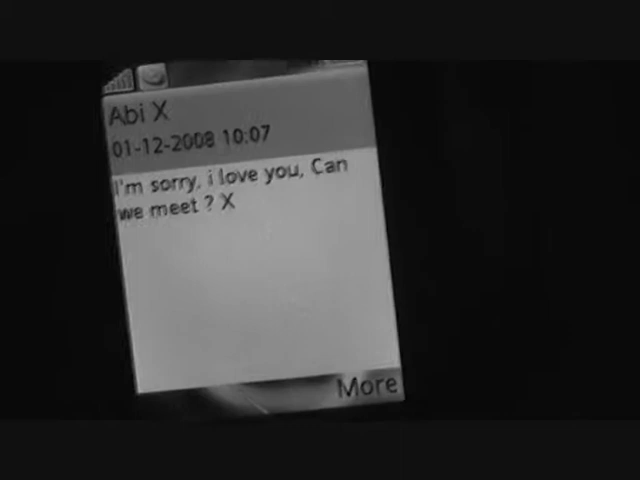 Abi X
01-12-2008 10:07
I'm sorry, i love you, Can
we meet ? X
More